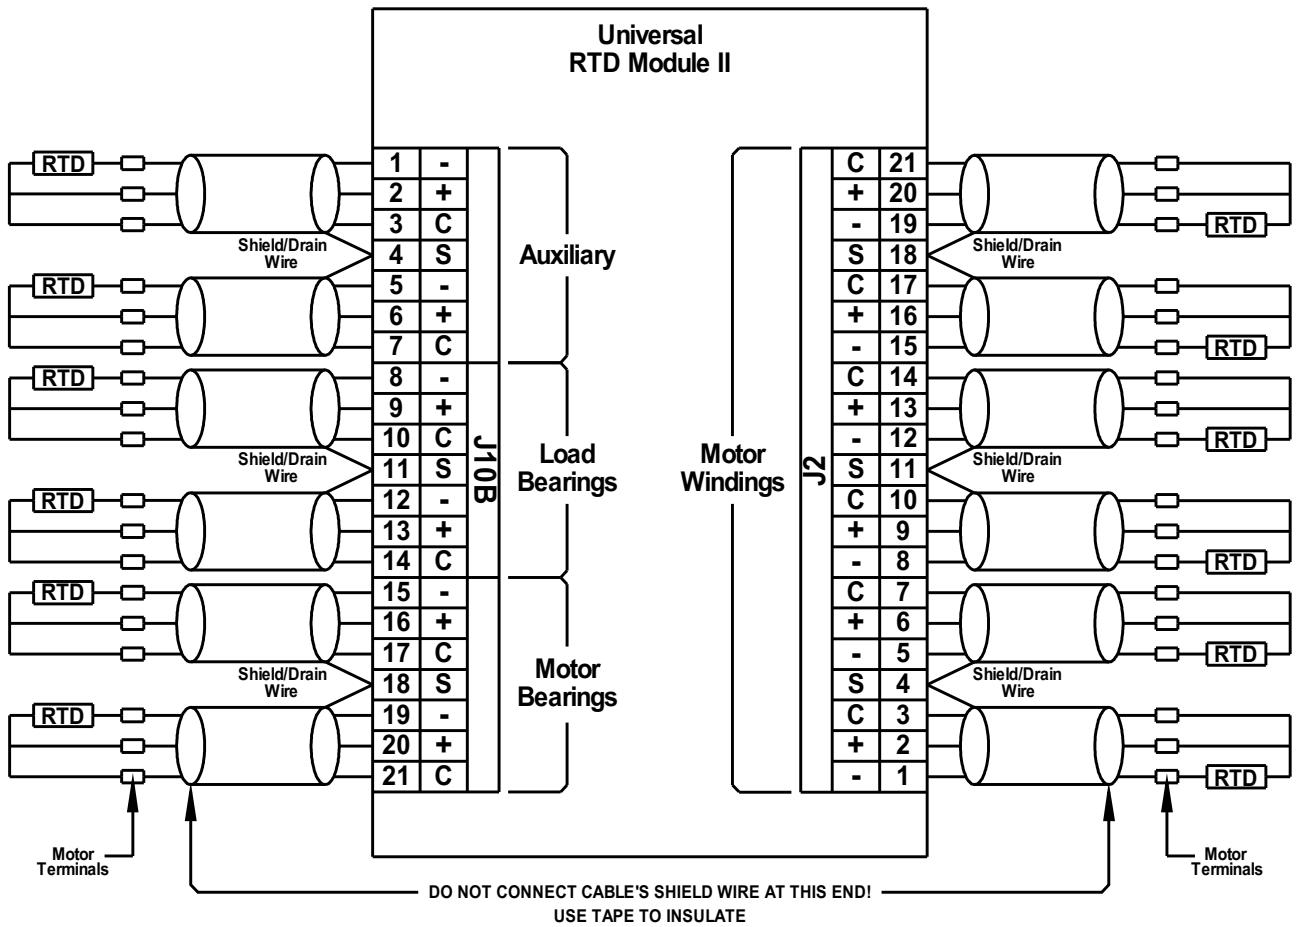 Universal
RTD Module II
RTD 1 - C 21
2 + + 20
3 C - 19 RTD
Shield/Drain
Wire
4 S Auxiliary S 18
Shield/Drain
Wire
RTD 5 - C 17
6 + + 16
7 C - 15 RTD
RTD 8 - C 14
9 + + 13
10 C - 12 RTD
Shield/Drain
Wire
11 S S 11
Shield/Drain
Wire
J10B
Load
Bearings
Motor
Windings
J2
RTD 12 - C 10
13 + + 9
14 C - 8 RTD
RTD 15 - C 7
16 + + 6
17 C - 5 RTD
Shield/Drain
Wire
18 S S 4
Shield/Drain
Wire
Motor
Bearings
RTD 19 - C 3
20 + + 2
21 C - 1 RTD
Motor
Terminals
Motor
Terminals
DO NOT CONNECT CABLE'S SHIELD WIRE AT THIS END!
USE TAPE TO INSULATE